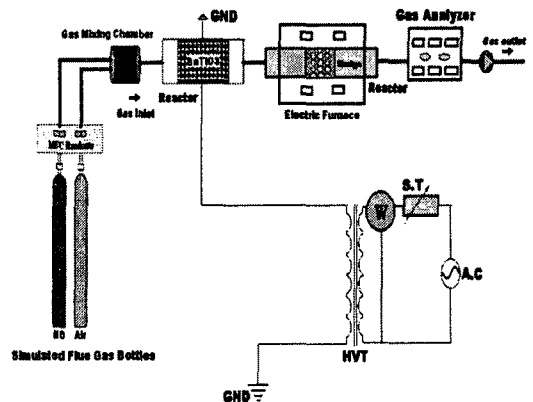 GND
Gas Analyzer
Gas Mixing Chamber
Gas outlet
BaTiO3
Sludge
Reactor
Gas Inlet
Reactor
Electric Furnace
MFC
S.T.
W
A.C
NO
Air
Simulated Flue Gas Bottles
HVT
GND